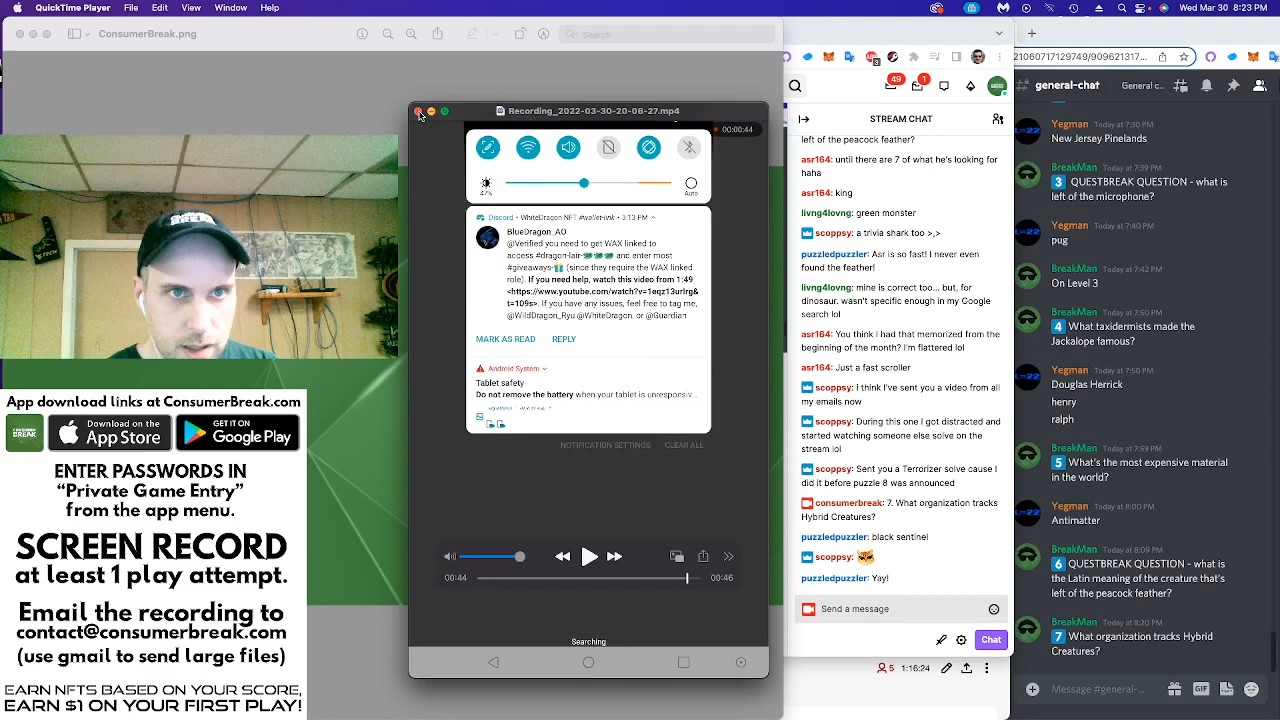 QuickTime Player File Edit View Window Help
Wed Mar 30 8:23 PM
ConsumerBreak.png
Search
Recording_2022-03-30-20-06-27.mp4
00:00:44
47%
Auto
Discord • WhiteDragon NFT #wallet-link • 3:13 PM
BlueDragon_AO
@Verified you need to get WAX linked to
access #dragon-lair- and enter most
#giveaways- (since they require the WAX linked
role). If you need help, watch this video from 1:49
<https://www.youtube.com/watch?v=1eqz13urlrg&
t=109s>. If you have any issues, feel free to tag me,
@WildDragon_Ryu @WhiteDragon, or @Guardian
MARK AS READ REPLY
Android System
Tablet safety
Do not remove the battery when your tablet is unresponsiv...
NOTIFICATION SETTINGS CLEAR ALL
00:44
00:46
Searching
App download links at ConsumerBreak.com
CONSUMER
BREAK
Download on the
App Store
GET IT ON
Google Play
ENTER PASSWORDS IN
“Private Game Entry”
from the app menu.
SCREEN RECORD
at least 1 play attempt.
Email the recording to
contact@consumerbreak.com
(use gmail to send large files)
EARN NFTS BASED ON YOUR SCORE,
EARN $1 ON YOUR FIRST PLAY!
49
1
STREAM CHAT
left of the peacock feather?
asr164: until there are 7 of what he's looking for
haha
asr164: king
livng4lovng: green monster
scoppsy: a trivia shark too >,>
puzzledpuzzler: Asr is so fast! I never even
found the feather!
livng4lovng: mine is correct too... but, for
dinosaur. wasn't specific enough in my Google
search lol
asr164: You think i had that memorized from the
beginning of the month? I'm flattered lol
asr164: Just a fast scroller
scoppsy: i think I've sent you a video from all
my emails now
scoppsy: During this one I got distracted and
started watching someone else solve on the
stream lol
scoppsy: Sent you a Terrorizer solve cause I
did it before puzzle 8 was announced
consumerbreak: 7. What organization tracks
Hybrid Creatures?
puzzledpuzzler: black sentinel
scoppsy:
puzzledpuzzler: Yay!
Send a message
Chat
5 1:16:24
21060717129749/909621317
general-chat General c...
Yegman Today at 7:30 PM
New Jersey Pinelands
BreakMan Today at 7:39 PM
3 QUESTBREAK QUESTION - what is
left of the microphone?
Yegman Today at 7:40 PM
pug
BreakMan Today at 7:42 PM
On Level 3
BreakMan Today at 7:50 PM
4 What taxidermists made the
Jackalope famous?
Yegman Today at 7:50 PM
Douglas Herrick
henry
ralph
BreakMan Today at 7:59 PM
5 What's the most expensive material
in the world?
Yegman Today at 8:00 PM
Antimatter
BreakMan Today at 8:09 PM
6 QUESTBREAK QUESTION - what is
the Latin meaning of the creature that's
left of the peacock feather?
BreakMan Today at 8:20 PM
7 What organization tracks Hybrid
Creatures?
Message #general-...
GIF